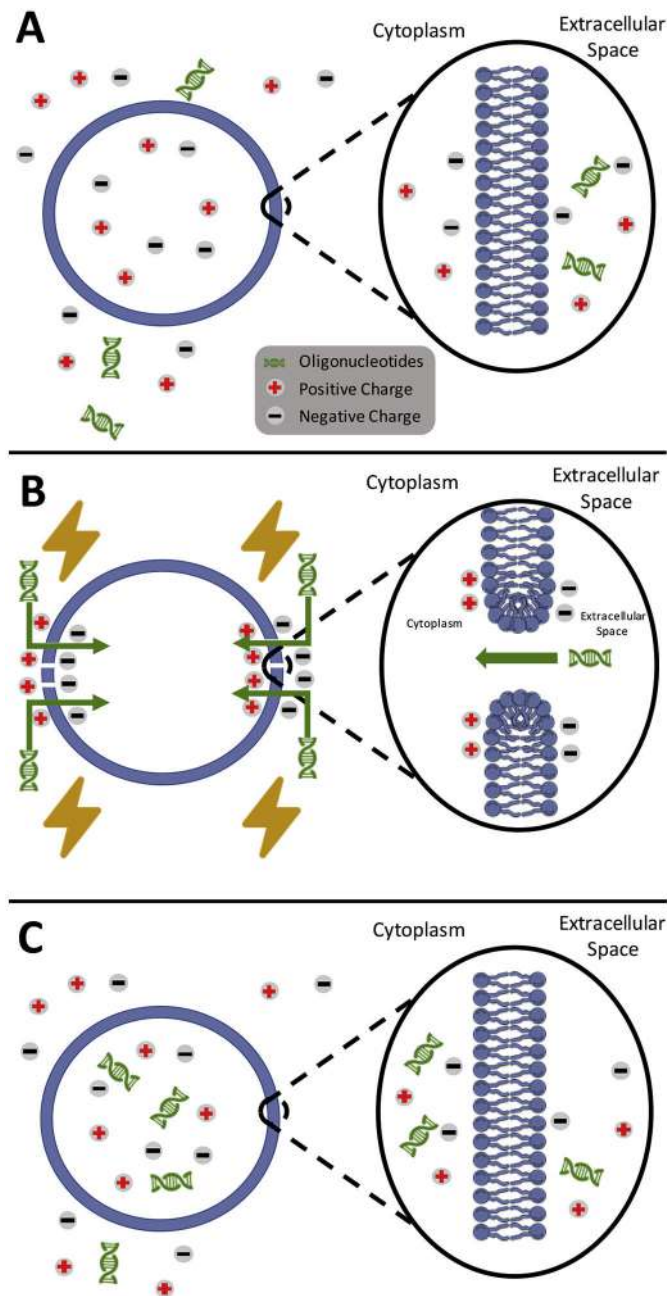 A
Cytoplasm
Extracellular
Space
Oligonucleotides
Positive Charge
Negative Charge
B
Cytoplasm
Extracellular
Space
Cytoplasm
Extracellular
Space
C
Cytoplasm
Extracellular
Space